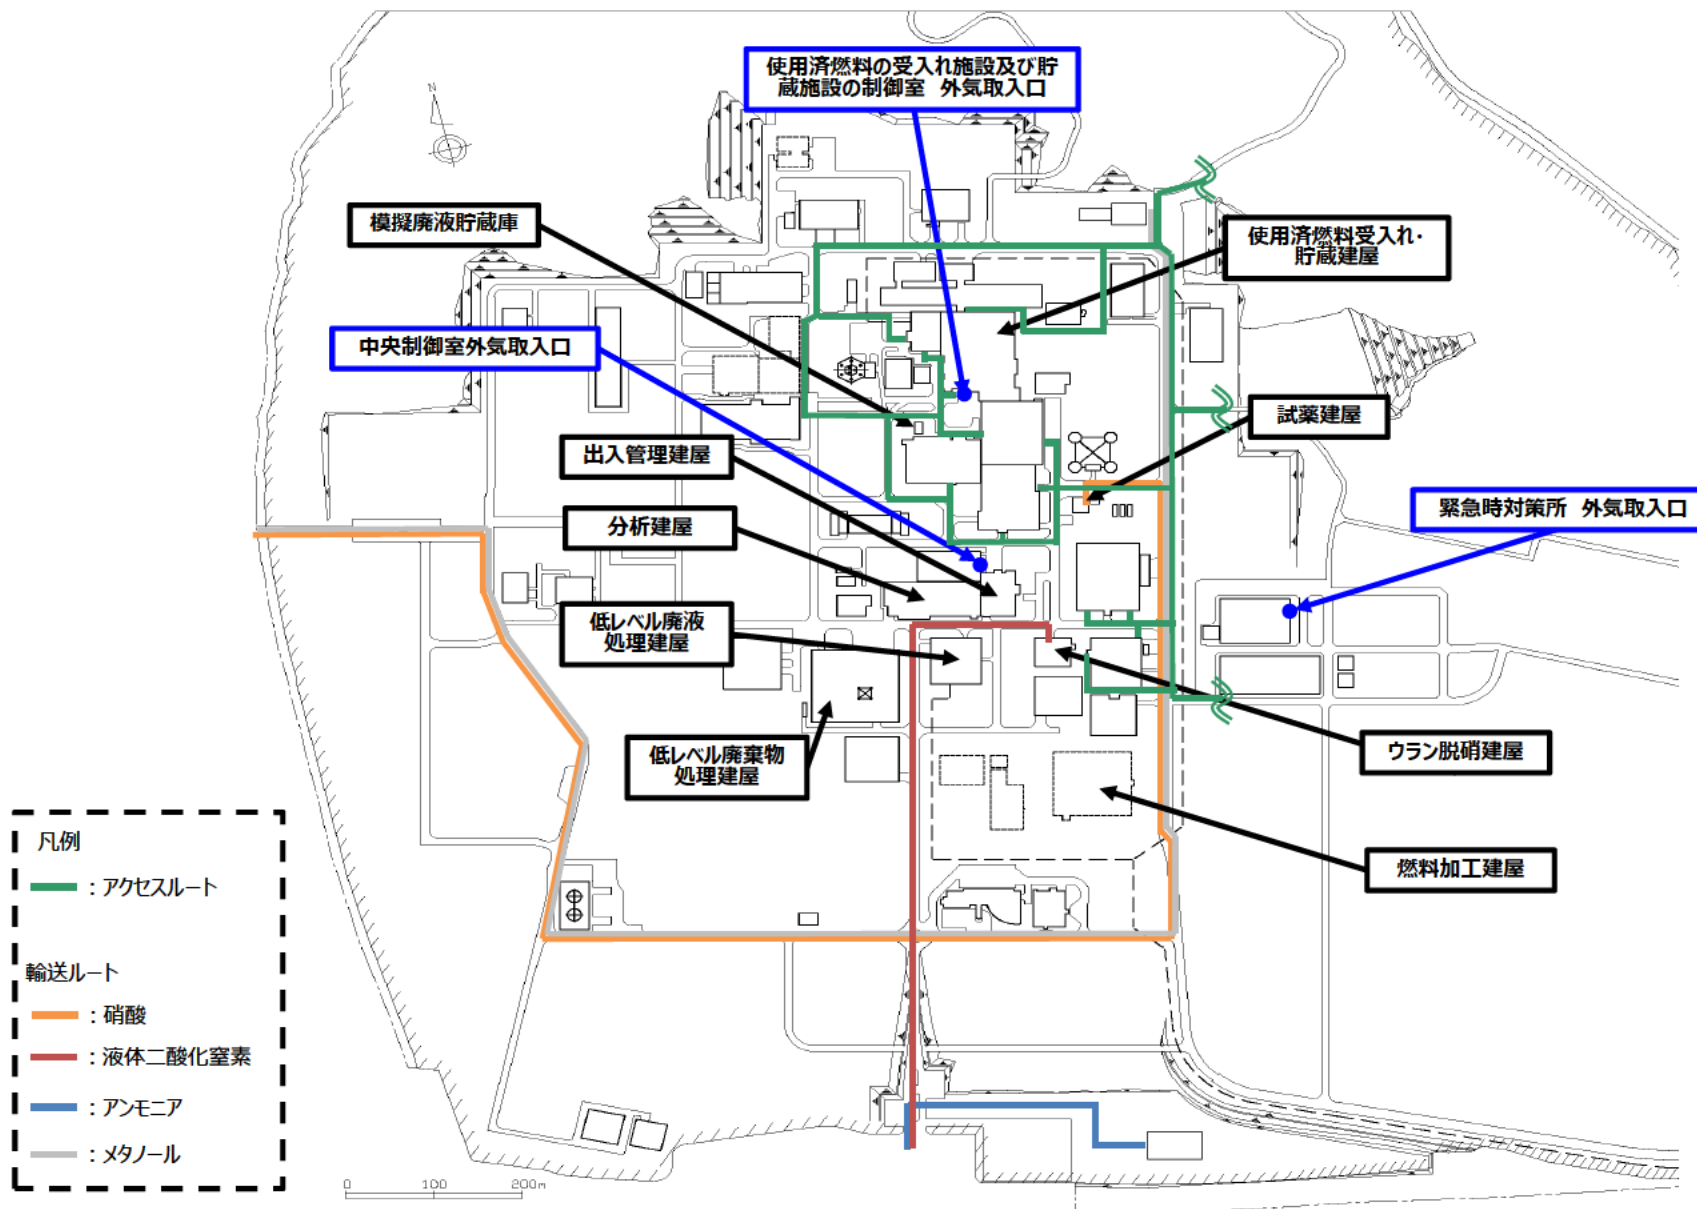 使用済燃料の受入れ施設及び貯
蔵施設の制御室 外気取入口
N
模擬廃液貯蔵庫
使用済燃料受入れ・
貯蔵建屋
中央制御室外気取入口
試薬建屋
出入管理建屋
緊急時対策所 外気取入口
分析建屋
低レベル廃液
処理建屋
低レベル廃棄物
処理建屋
ウラン脱硝建屋
燃料加工建屋
凡例
：アクセスルート
輸送ルート
：硝酸
：液体二酸化窒素
：アンモニア
：メタノール
0 100 200m